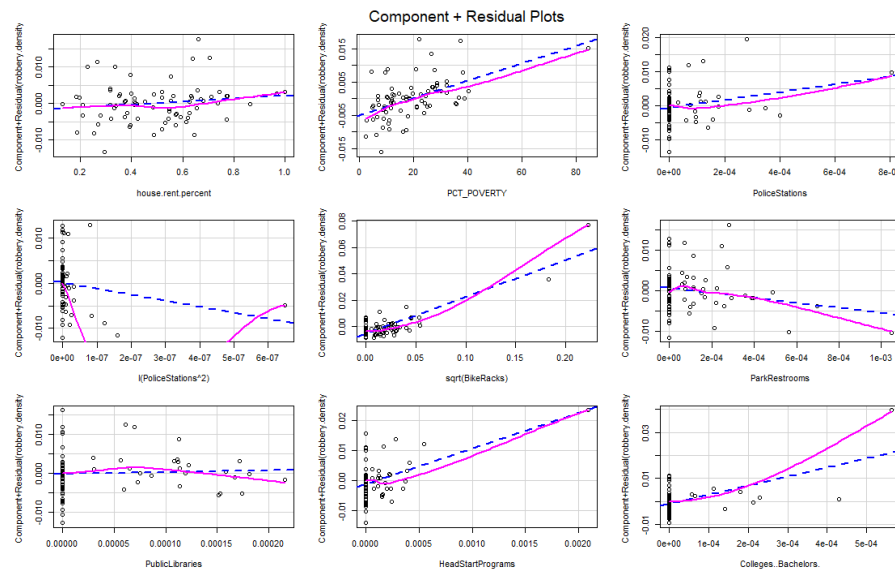 Component + Residual Plots
Component+Residual(robbery.density
0.010
0.000
-0.010
0.2 0.4 0.6 0.8 1.0
house.rent.percent
Component+Residual(robbery.density
0.015
0.005
-0.005
-0.015
0 20 40 60 80
PCT_POVERTY
Component+Residual(robbery.density
0.020
0.010
0.000
-0.010
0e+00 2e-04 4e-04 6e-04 8e-04
PoliceStations
Component+Residual(robbery.density
0.010
0.000
-0.010
0e+00 1e-07 2e-07 3e-07 4e-07 5e-07 6e-07
I(PoliceStations^2)
Component+Residual(robbery.density
0.08
0.06
0.04
0.02
0.00
0.00 0.05 0.10 0.15 0.20
sqrt(BikeRacks)
Component+Residual(robbery.density
0.010
0.000
-0.010
0e+00 2e-04 4e-04 6e-04 8e-04 1e-03
ParkRestrooms
Component+Residual(robbery.density
0.010
0.000
-0.010
0.00000 0.00005 0.00010 0.00015 0.00020
PublicLibraries
Component+Residual(robbery.density
0.02
0.01
0.00
-0.01
0.0000 0.0005 0.0010 0.0015 0.0020
HeadStartPrograms
Component+Residual(robbery.density
0.03
0.01
-0.01
0e+00 1e-04 2e-04 3e-04 4e-04 5e-04
Colleges..Bachelors.